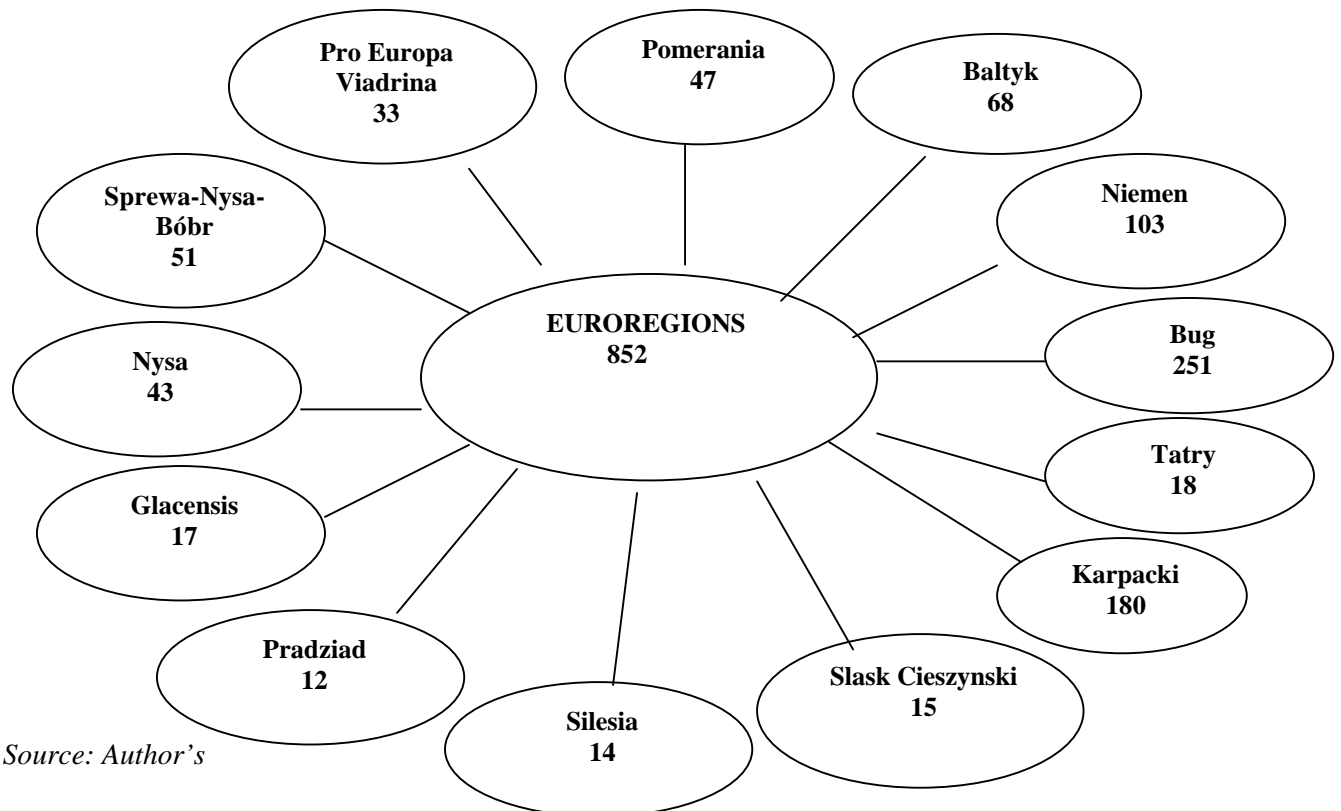 Pro Europa
Viadrina
33
Pomerania
47
Baltyk
68
Sprewa-Nysa-
Bóbr
51
Niemen
103
EUROREGIONS
852
Bug
251
Nysa
43
Tatry
18
Glacensis
17
Karpacki
180
Pradziad
12
Slask Cieszynski
15
Silesia
14
Source: Author’s